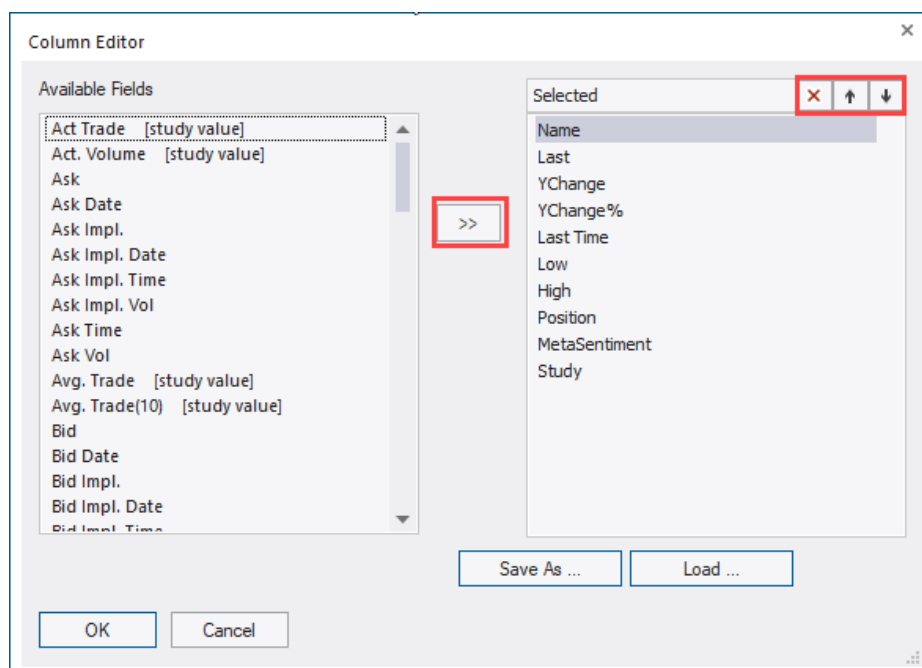 Column Editor
Available Fields
Act Trade [study value]
Act. Volume [study value]
Ask
Ask Date
Ask Impl.
Ask Impl. Date
Ask Impl. Time
Ask Impl. Vol
Ask Time
Ask Vol
Avg. Trade [study value]
Avg. Trade(10) [study value]
Bid
Bid Date
Bid Impl.
Bid Impl. Date
Bid Impl. Time
>>
Selected
Name
Last
YChange
YChange%
Last Time
Low
High
Position
MetaSentiment
Study
Save As ...
Load ...
OK
Cancel